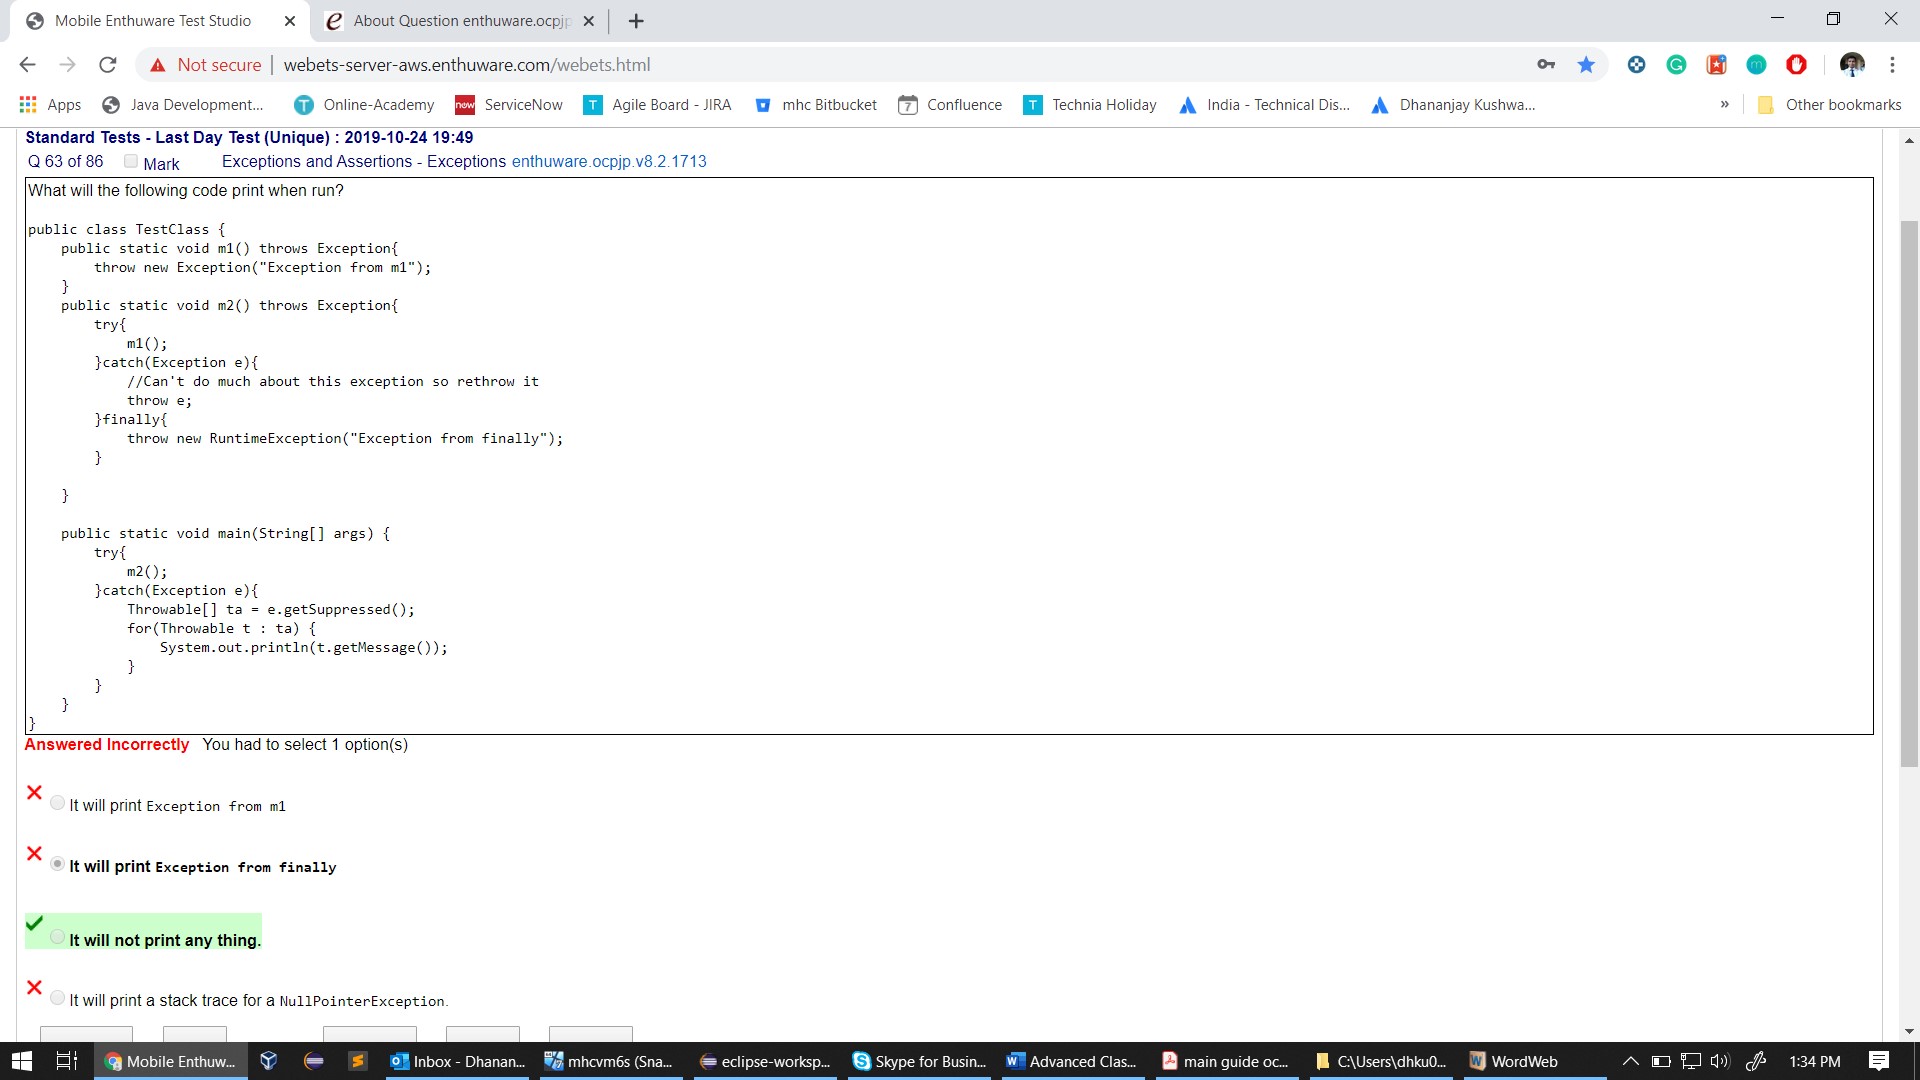 Mobile Enthuware Test Studio
About Question enthuware.ocpjp
Not secure
webets-server-aws.enthuware.com/webets.html
Apps
Java Development...
Online-Academy
now
ServiceNow
T
Agile Board - JIRA
mhc Bitbucket
7
Confluence
T
Technia Holiday
India - Technical Dis...
Dhananjay Kushwa...
»
Other bookmarks
Standard Tests - Last Day Test (Unique) : 2019-10-24 19:49
Q 63 of 86 Mark Exceptions and Assertions - Exceptions enthuware.ocpjp.v8.2.1713
What will the following code print when run?
public class TestClass {
public static void m1() throws Exception{
throw new Exception("Exception from m1");
}
public static void m2() throws Exception{
try{
m1();
}catch(Exception e){
//Can't do much about this exception so rethrow it
throw e;
}finally{
throw new RuntimeException("Exception from finally");
}
}
public static void main(String[] args) {
try{
m2();
}catch(Exception e){
Throwable[] ta = e.getSuppressed();
for(Throwable t : ta) {
System.out.println(t.getMessage());
}
}
}
}
Answered Incorrectly You had to select 1 option(s)
It will print Exception from m1
It will print Exception from finally
It will not print any thing.
It will print a stack trace for a NullPointerException.
Mobile Enthuw...
Inbox - Dhanan...
mhcvm6s (Sna...
eclipse-worksp...
Skype for Busin...
Advanced Clas...
main guide oc...
C:\Users\dhku0...
WordWeb
1:34 PM